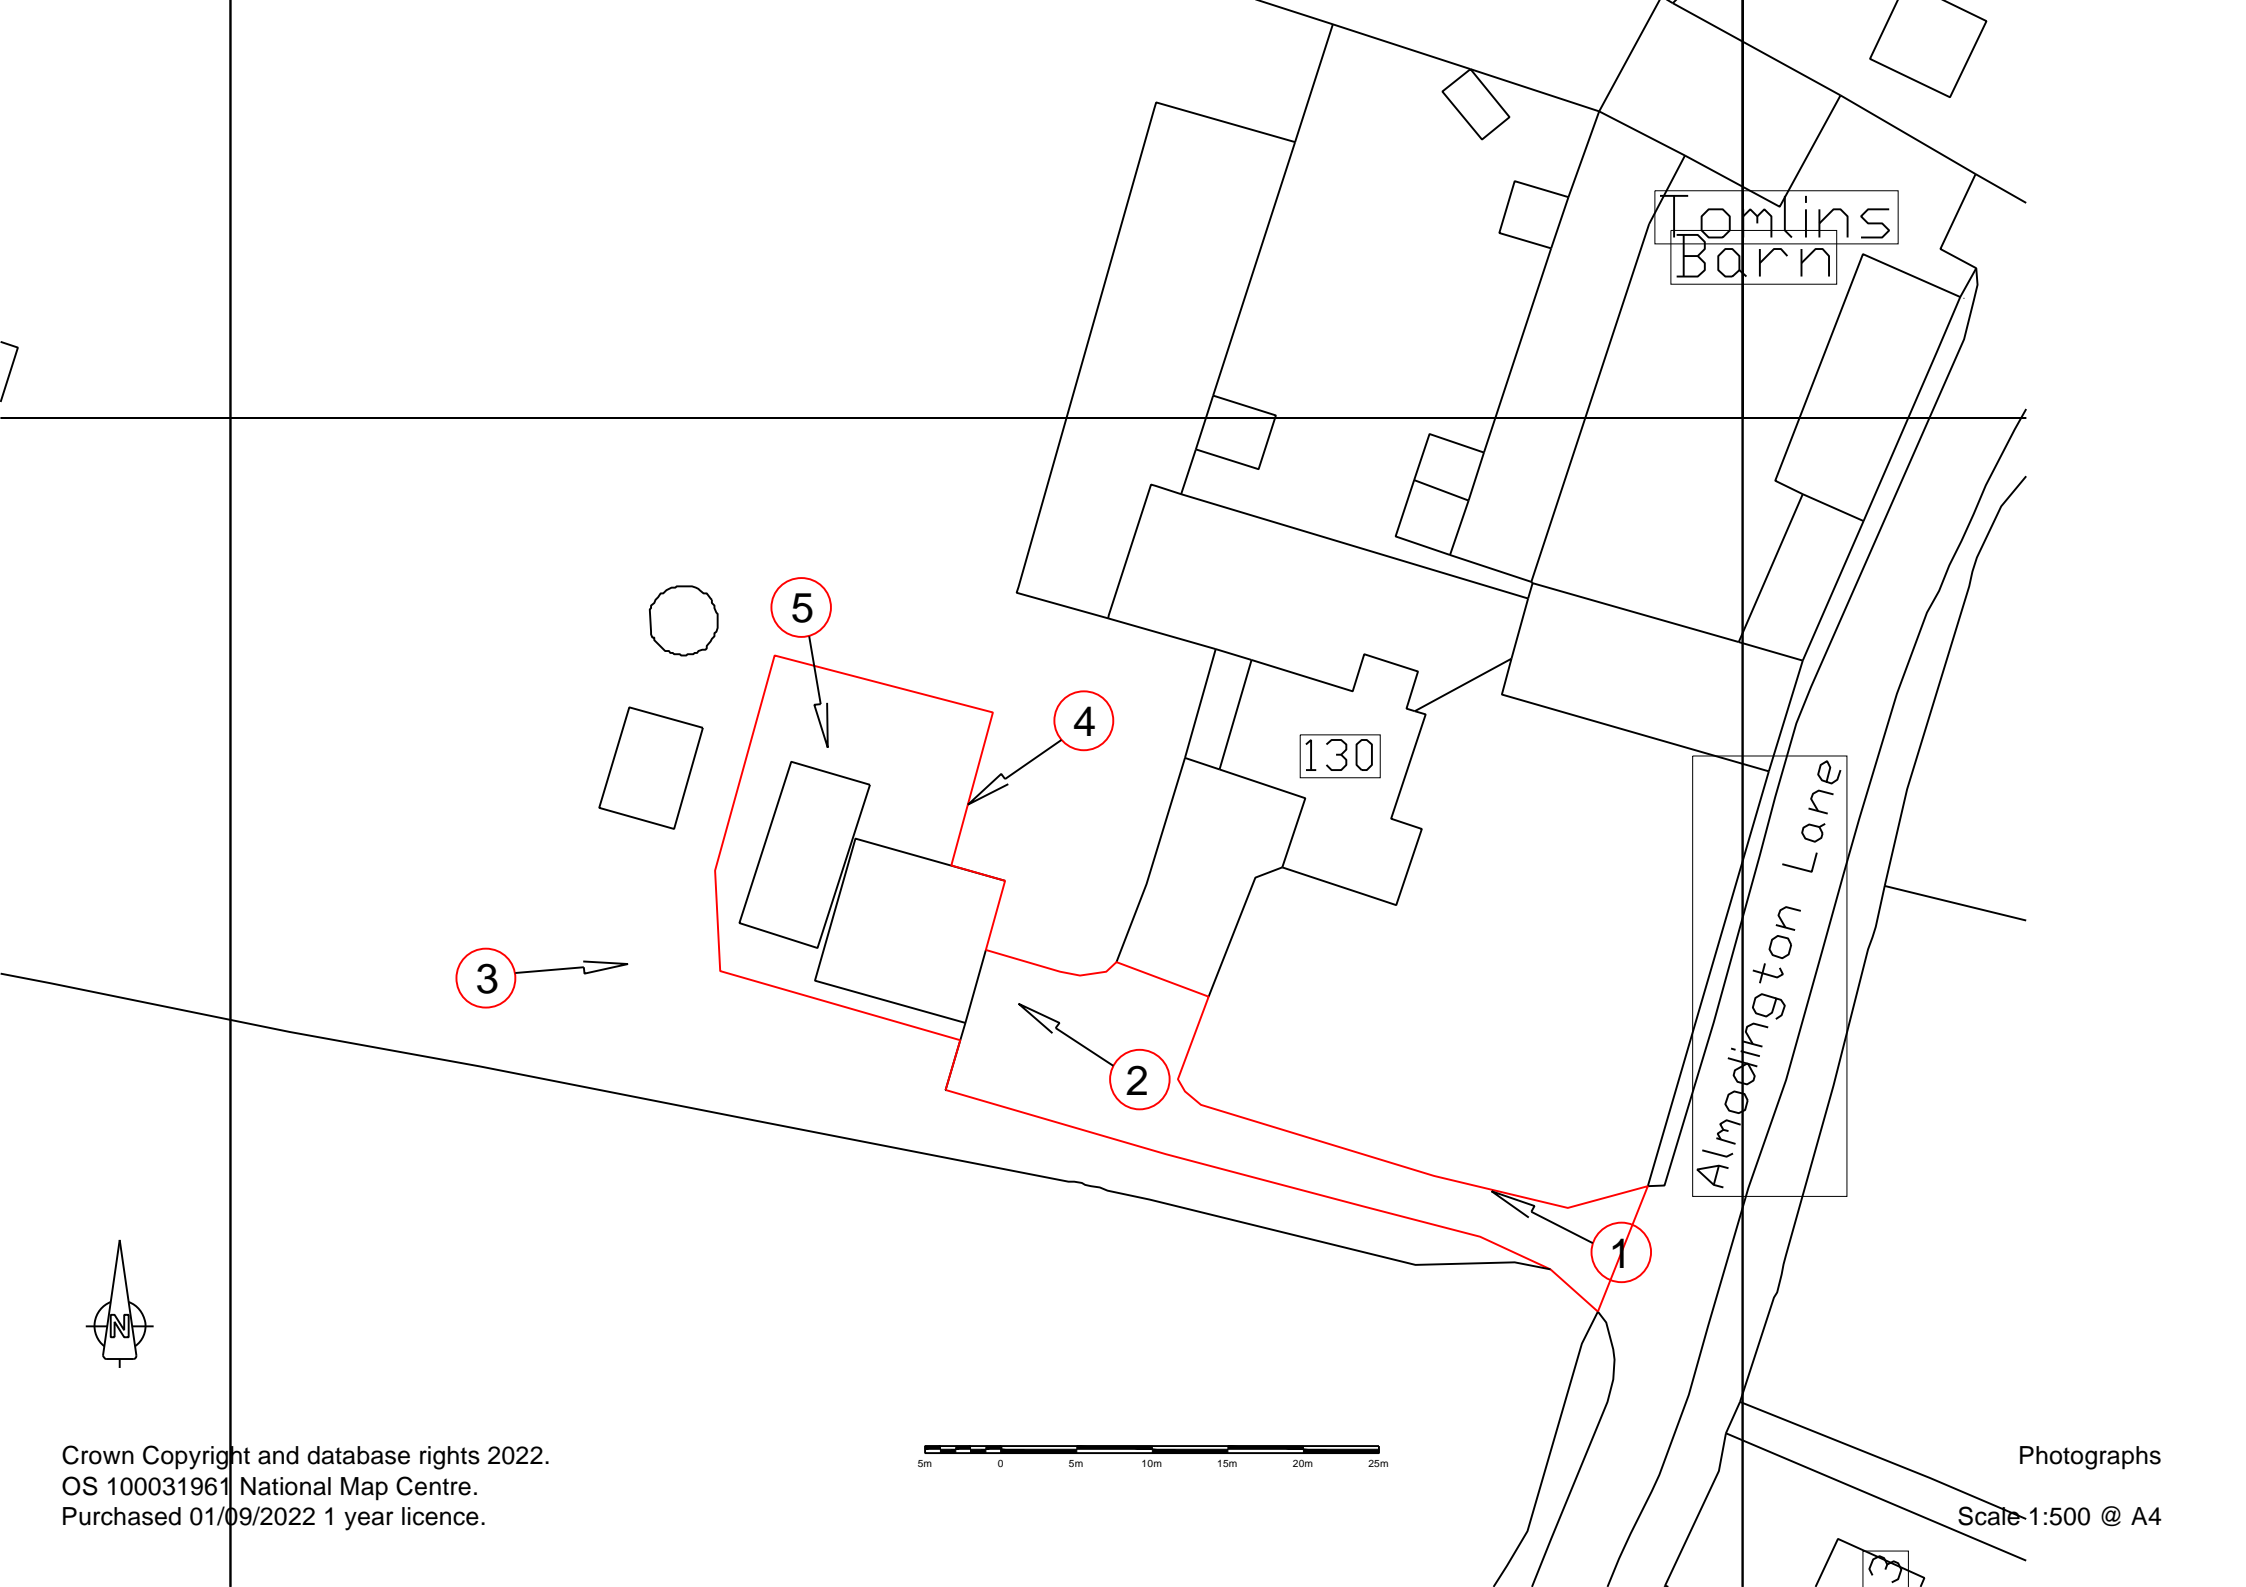 Tomlins
Barn
5
4
130
3
2
1
Almodington Lane
N
5m 0 5m 10m 15m 20m 25m
Crown Copyright and database rights 2022.
OS 100031961 National Map Centre.
Purchased 01/09/2022 1 year licence.
Photographs
Scale 1:500 @ A4
3